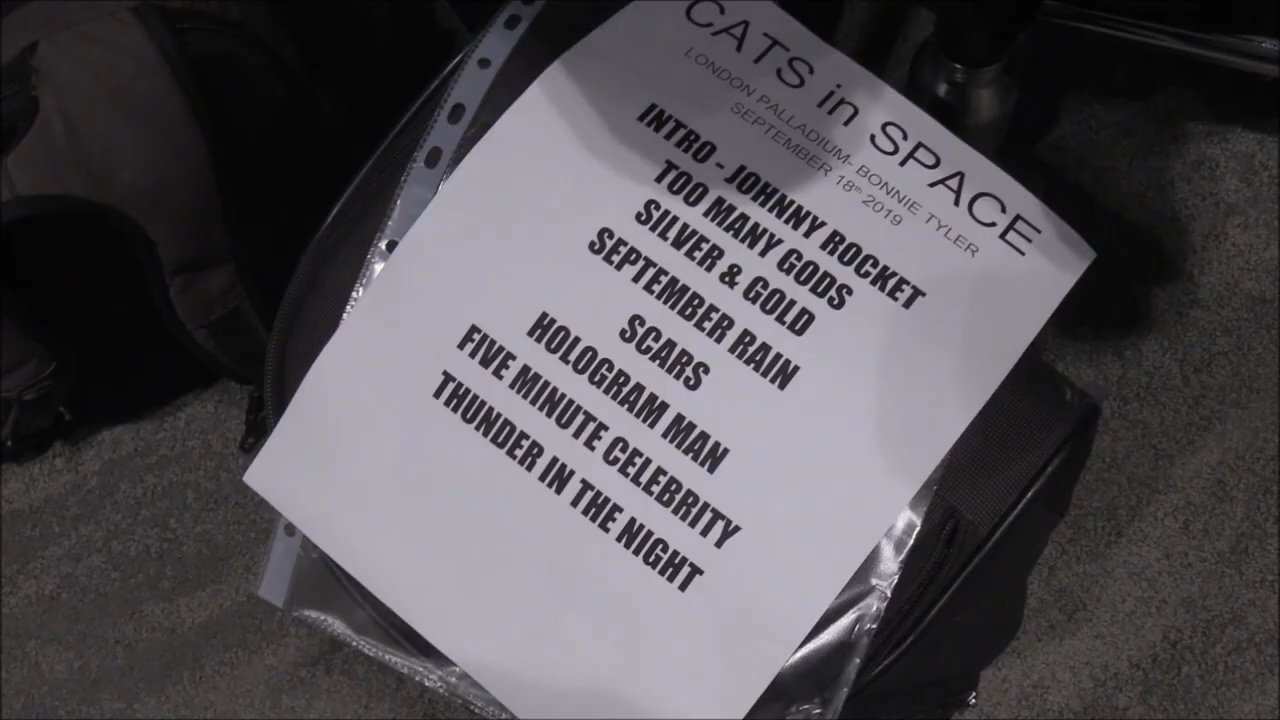 CATS in SPACE
LONDON PALLADIUM- BONNIE TYLER
SEPTEMBER 18th 2019
INTRO - JOHNNY ROCKET
TOO MANY GODS
SILVER & GOLD
SEPTEMBER RAIN
SCARS
HOLOGRAM MAN
FIVE MINUTE CELEBRITY
THUNDER IN THE NIGHT